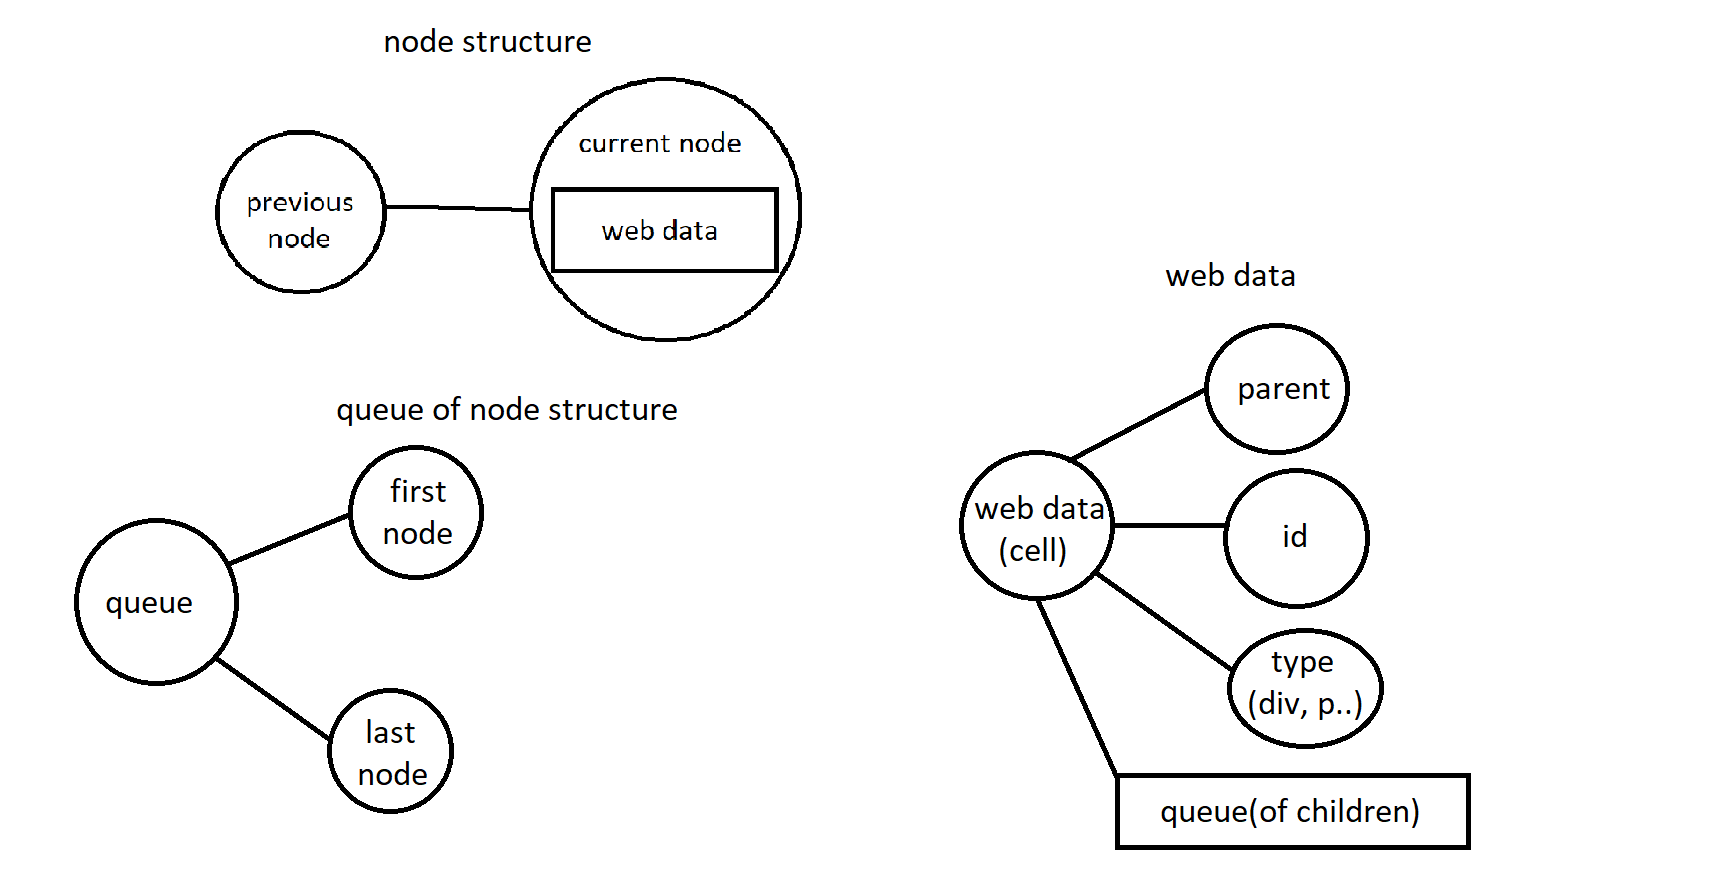 node structure
previous
node
current node
web data
queue of node structure
queue
first
node
last
node
web data
web data
(cell)
parent
id
type
(div, p..)
queue(of children)